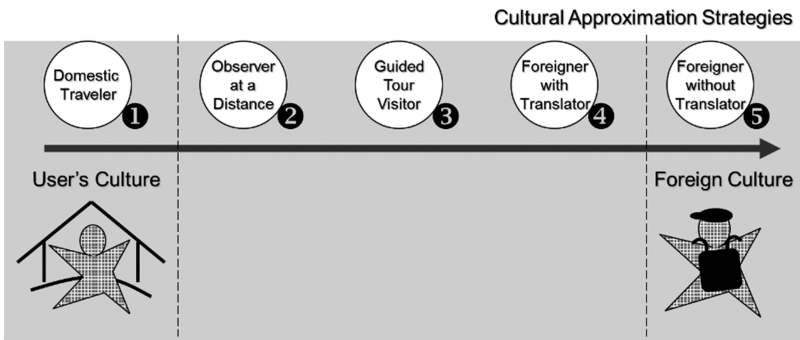 Cultural Approximation Strategies
Domestic
Traveler
1
Observer
at a
Distance
2
Guided
Tour
Visitor
3
Foreigner
with
Translator
4
Foreigner
without
Translator
5
User's Culture
Foreign Culture